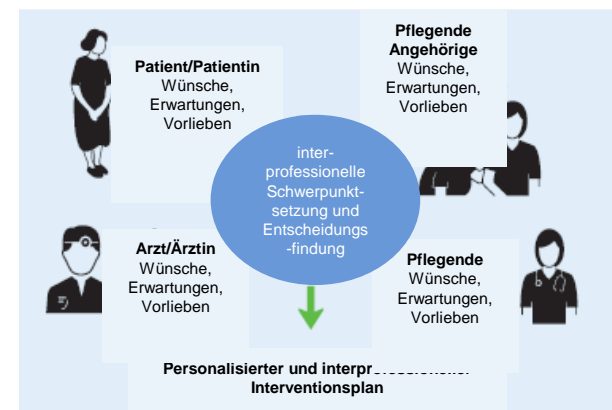 Patient/Patientin
Wünsche,
Erwartungen,
Vorlieben
Pflegende
Angehörige
Wünsche,
Erwartungen,
Vorlieben
inter-
professionelle
Schwerpunkt-
setzung und
Entscheidungs
-findung
Arzt/Ärztin
Wünsche,
Erwartungen,
Vorlieben
Pflegende
Wünsche,
Erwartungen,
Vorlieben
Personalisierter und
Interventionsplan